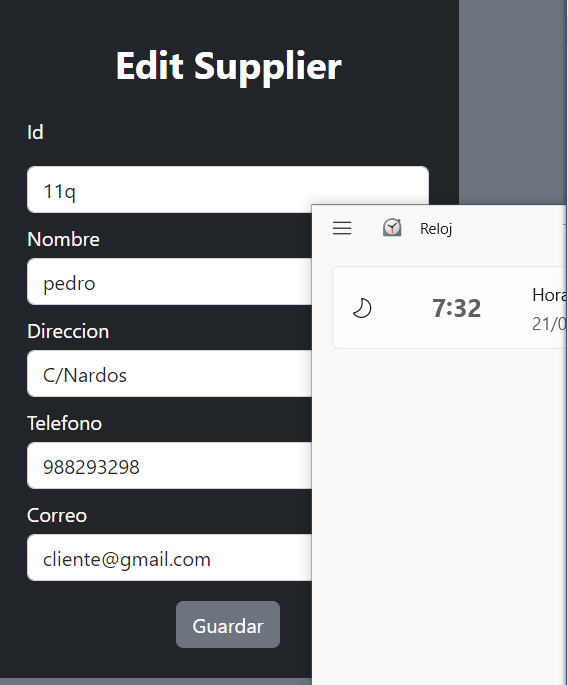 Edit Supplier
Id
11q
Nombre
pedro
Direccion
C/Nardos
Telefono
988293298
Correo
cliente@gmail.com
Guardar
Reloj
7:32
Hora
21/0